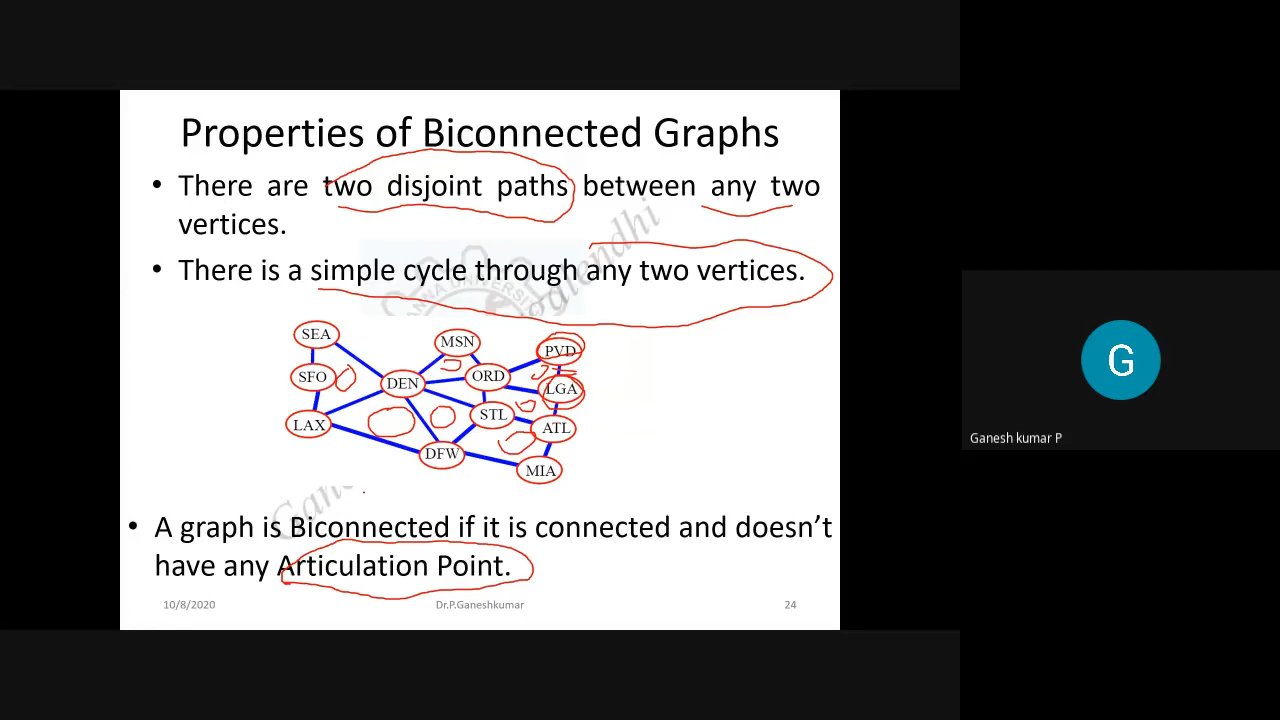 Properties of Biconnected Graphs
• There are two disjoint paths between any two
vertices.
• There is a simple cycle through any two vertices.
SEA
MSN
PVD
SFO
DEN
ORD
LGA
LAX
STL
ATL
DFW
MIA
• A graph is Biconnected if it is connected and doesn't
have any Articulation Point.
10/8/2020 Dr.P.Ganeshkumar 24
G
Ganesh kumar P